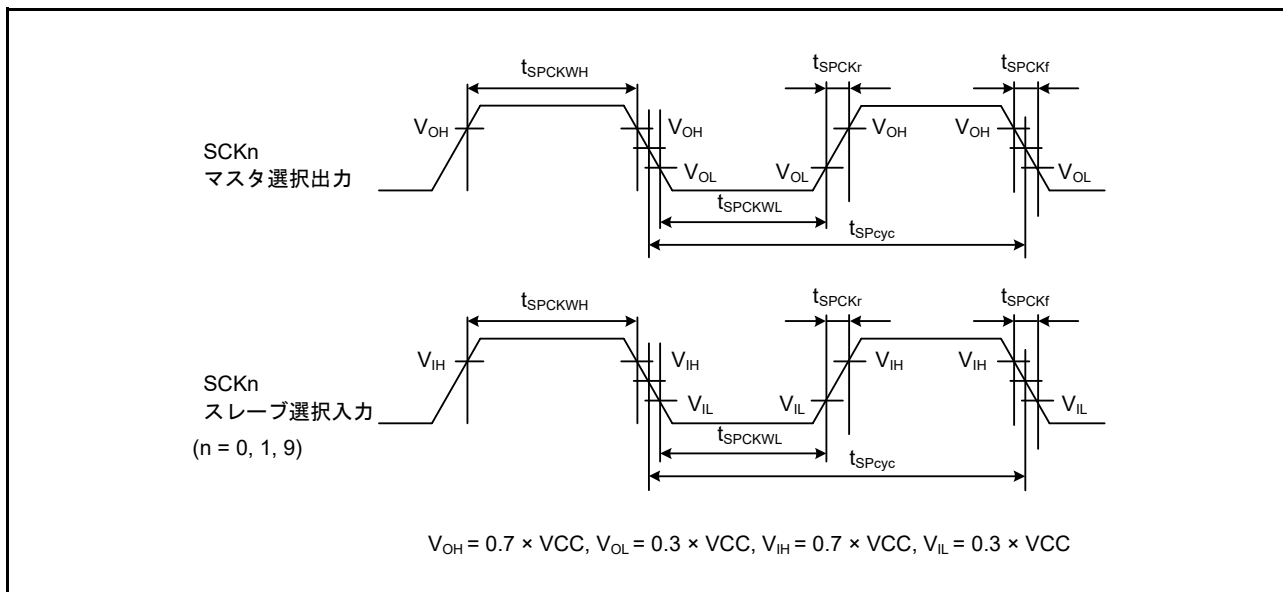 tSPCKWH
tSPCKr
tSPCKf
VOH
VOH
VOH
VOH
SCKn
マスタ選択出力
VOL
VOL
VOL
tSPCKWL
tSPcyc
tSPCKWH
tSPCKr
tSPCKf
VIH
VIH
VIH
VIH
SCKn
スレーブ選択入力
VIL
VIL
VIL
(n = 0, 1, 9)
tSPCKWL
tSPcyc
VOH = 0.7 × VCC, VOL = 0.3 × VCC, VIH = 0.7 × VCC, VIL = 0.3 × VCC